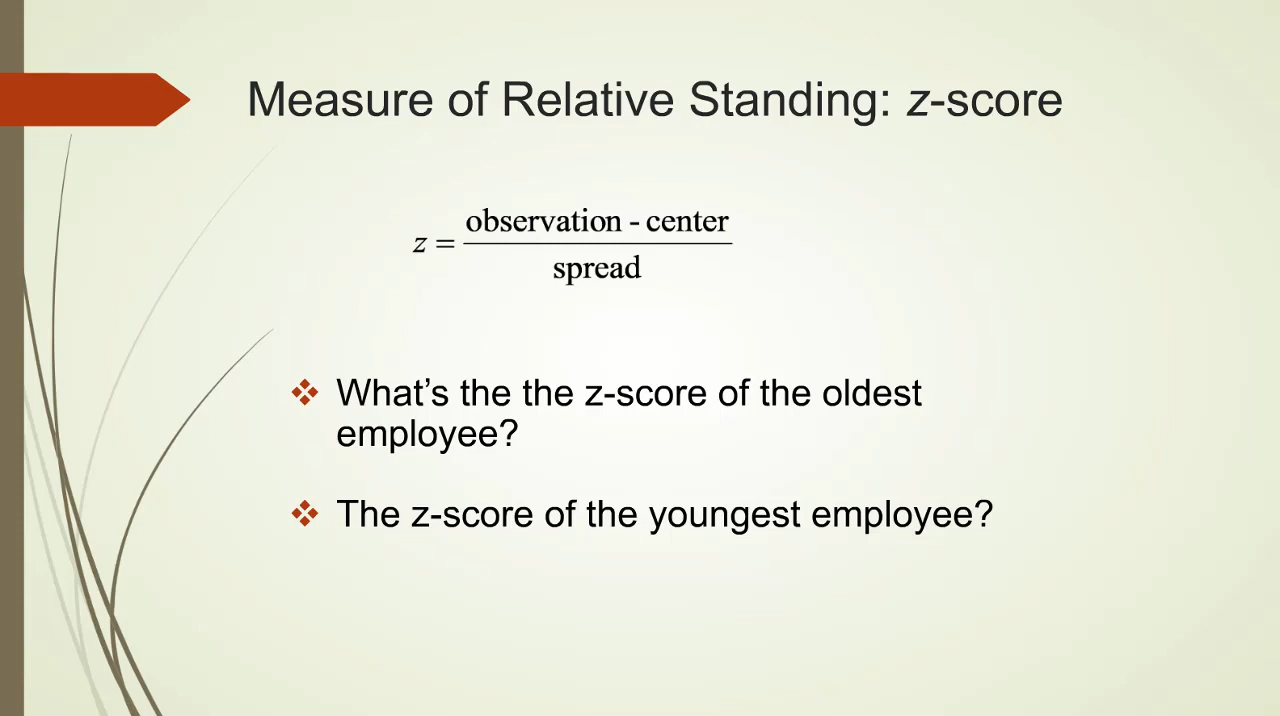 Measure of Relative Standing: z-score
z = observation - center
spread
What’s the the z-score of the oldest
employee?
The z-score of the youngest employee?